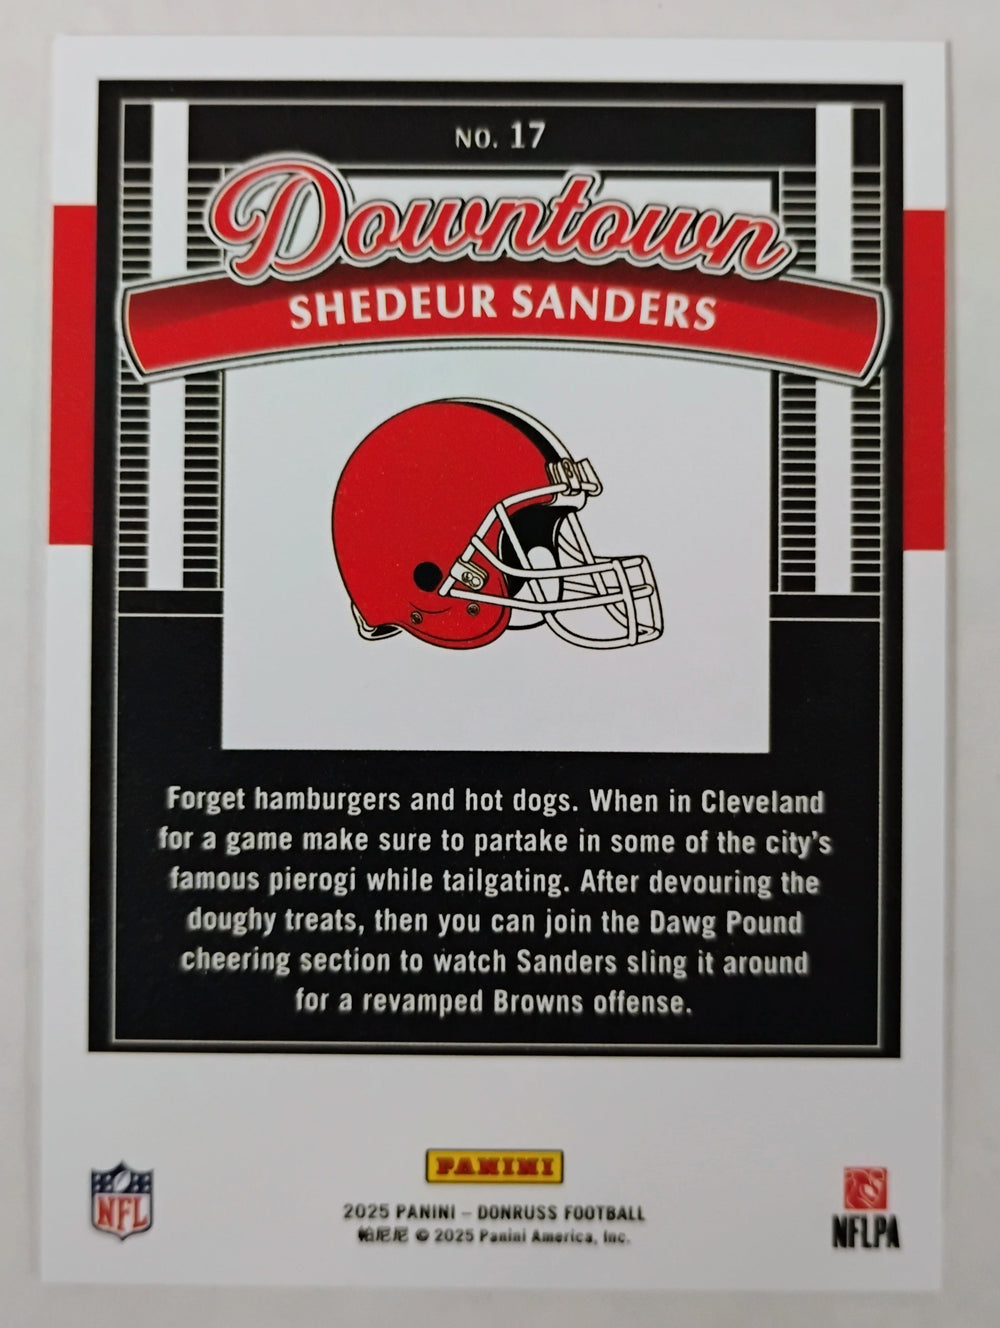 NO. 17
Downtown
SHEDEUR SANDERS
Forget hamburgers and hot dogs. When in Cleveland
for a game make sure to partake in some of the city's
famous pierogi while tailgating. After devouring the
doughy treats, then you can join the Dawg Pound
cheering section to watch Sanders sling it around
for a revamped Browns offense.
PANINI
NFL
2025 PANINI – DONRUSS FOOTBALL
帕尼尼 © 2025 Panini America, Inc.
NFLPA